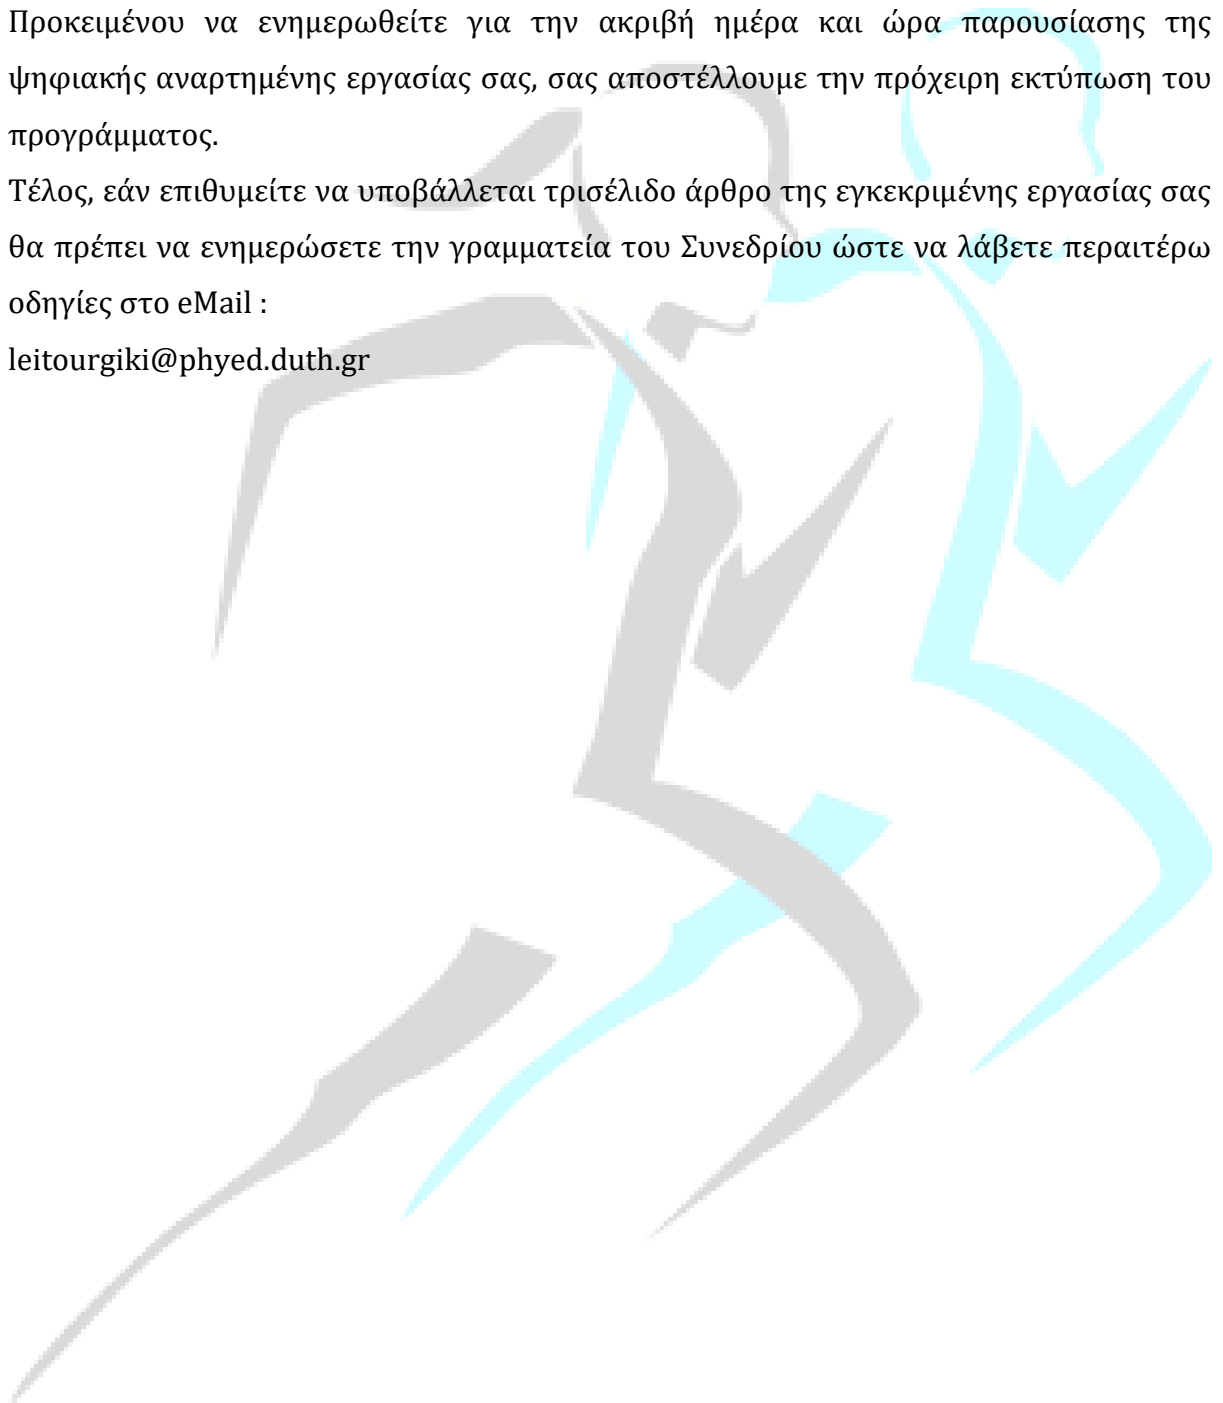 Προκειμένου να ενημερωθείτε για την ακριβή ημέρα και ώρα παρουσίασης της
ψηφιακής αναρτημένης εργασίας σας, σας αποστέλλουμε την πρόχειρη εκτύπωση του
προγράμματος.
Τέλος, εάν επιθυμείτε να υποβάλλεται τρισέλιδο άρθρο της εγκεκριμένης εργασίας σας
θα πρέπει να ενημερώσετε την γραμματεία του Συνεδρίου ώστε να λάβετε περαιτέρω
οδηγίες στο eMail :
leitourgiki@phyed.duth.gr